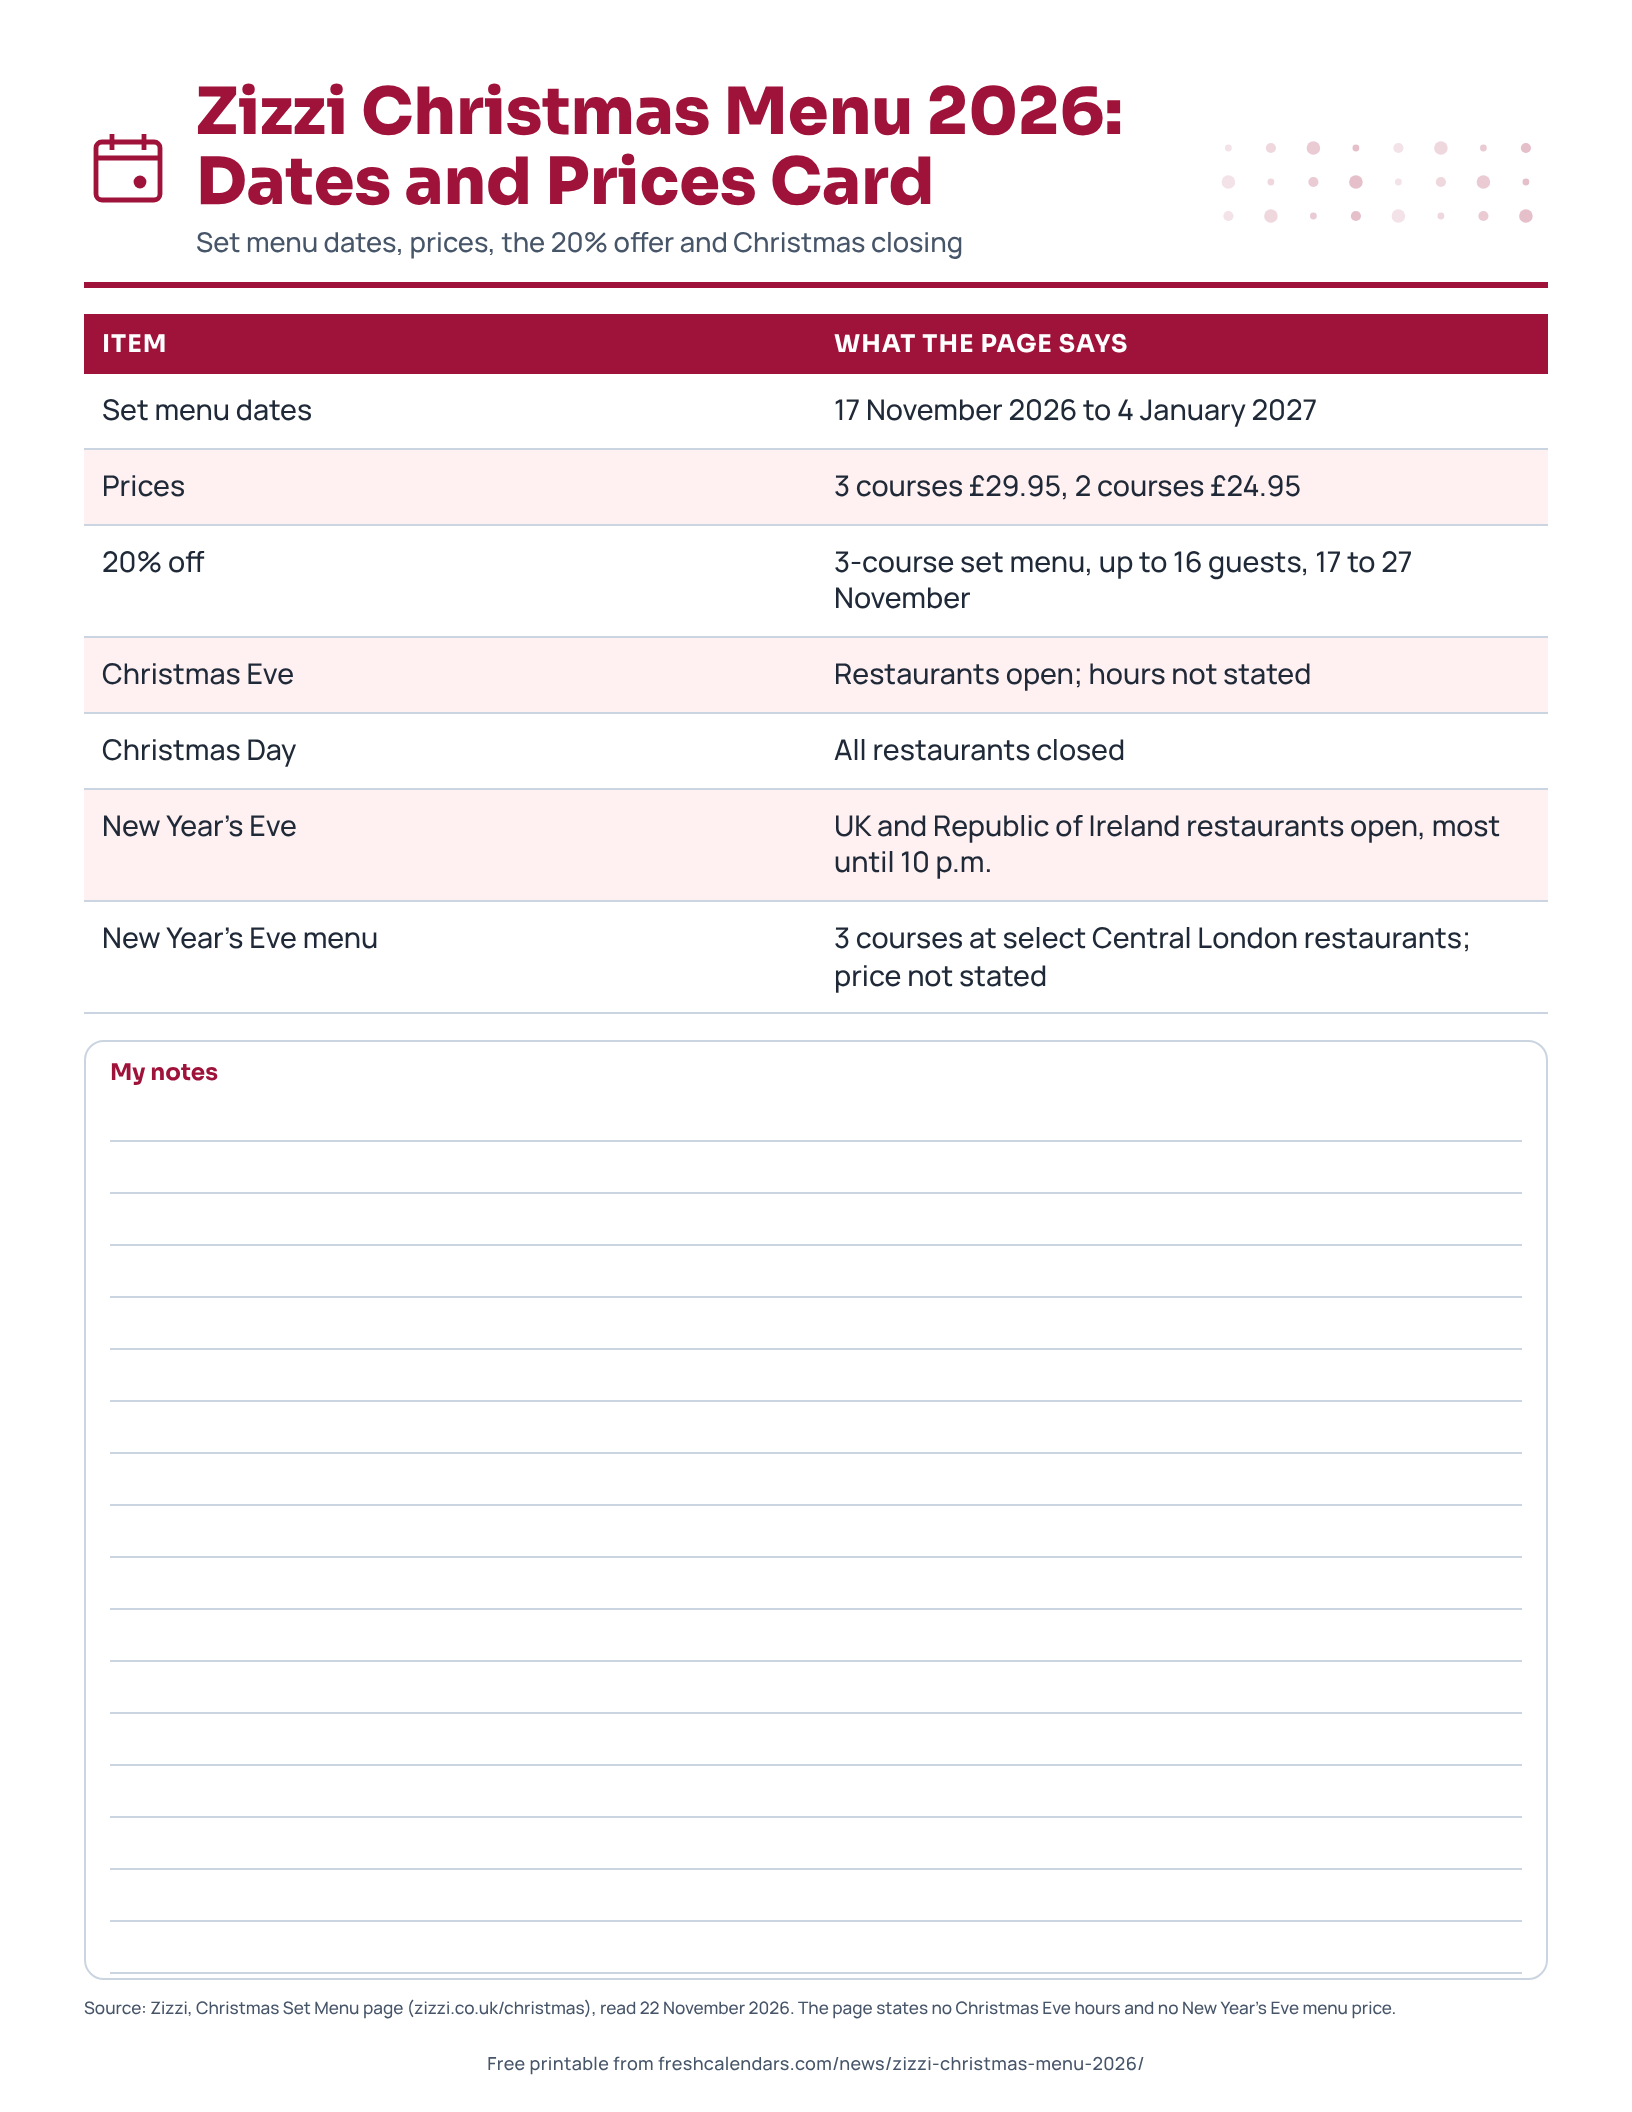 Zizzi Christmas Menu 2026:
Dates and Prices Card
Set menu dates, prices, the 20% offer and Christmas closing
ITEM WHAT THE PAGE SAYS
Set menu dates 17 November 2026 to 4 January 2027
Prices 3 courses £29.95, 2 courses £24.95
20% off 3-course set menu, up to 16 guests, 17 to 27
November
Christmas Eve Restaurants open; hours not stated
Christmas Day All restaurants closed
New Year’s Eve UK and Republic of Ireland restaurants open, most
until 10 p.m.
New Year’s Eve menu 3 courses at select Central London restaurants;
price not stated
My notes
Source: Zizzi, Christmas Set Menu page (zizzi.co.uk/christmas), read 22 November 2026. The page states no Christmas Eve hours and no New Year’s Eve menu price.
Free printable from freshcalendars.com/news/zizzi-christmas-menu-2026/